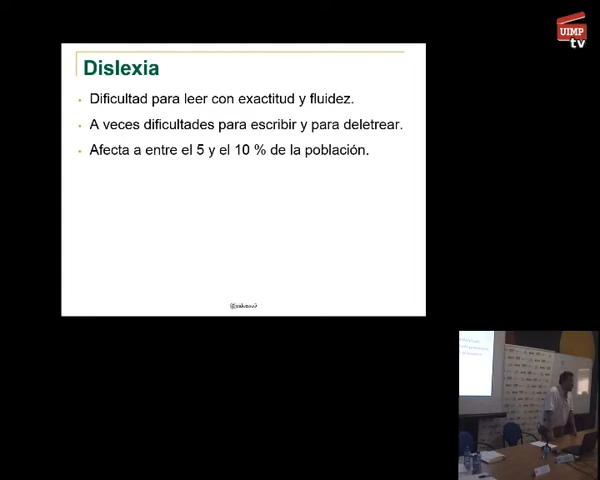 UIMP
tv
Dislexia
Dificultad para leer con exactitud y fluidez.
A veces dificultades para escribir y para deletrear.
Afecta a entre el 5 y el 10 % de la población.